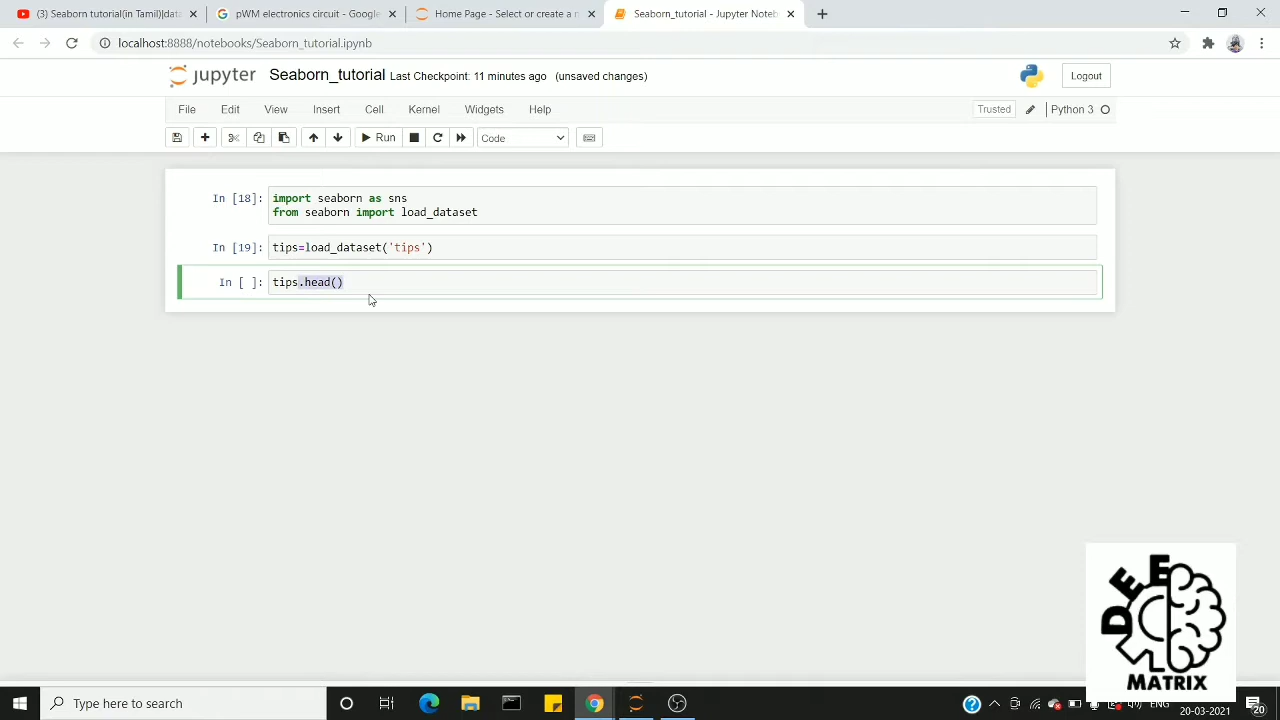 (3) Seaborn tutorial(in Tamil)|dat
pWM electronics circuit - Google
Home Page - Select or create a n
Seaborn_tutorial - Jupyter Noteb
localhost:8888/notebooks/Seaborn_tutorial.ipynb
jupyter Seaborn_tutorial Last Checkpoint: 11 minutes ago (unsaved changes)
Logout
File Edit View Insert Cell Kernel Widgets Help
Trusted
Python 3
Run
Code
In [18]: import seaborn as sns
from seaborn import load_dataset
In [19]: tips=load_dataset('tips')
In [ ]: tips.head()
DEE
MATRIX
Type here to search
ENG
20-03-2021
20